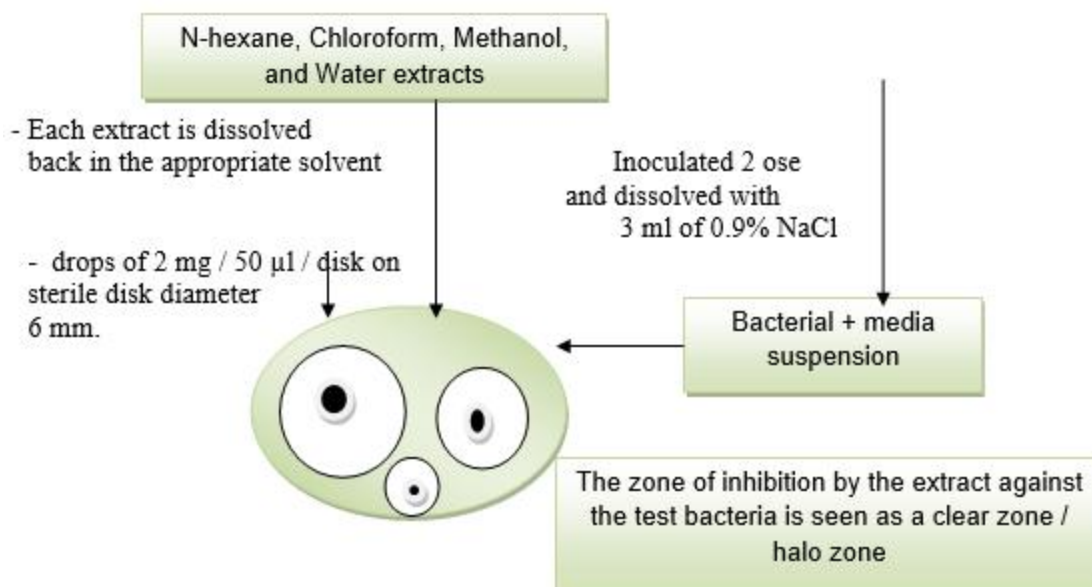 N-hexane, Chloroform, Methanol,
and Water extracts
- Each extract is dissolved
back in the appropriate solvent
- drops of 2 mg / 50 µl / disk on
sterile disk diameter
6 mm.
Inoculated 2 ose
and dissolved with
3 ml of 0.9% NaCl
Bacterial + media
suspension
The zone of inhibition by the extract against
the test bacteria is seen as a clear zone /
halo zone